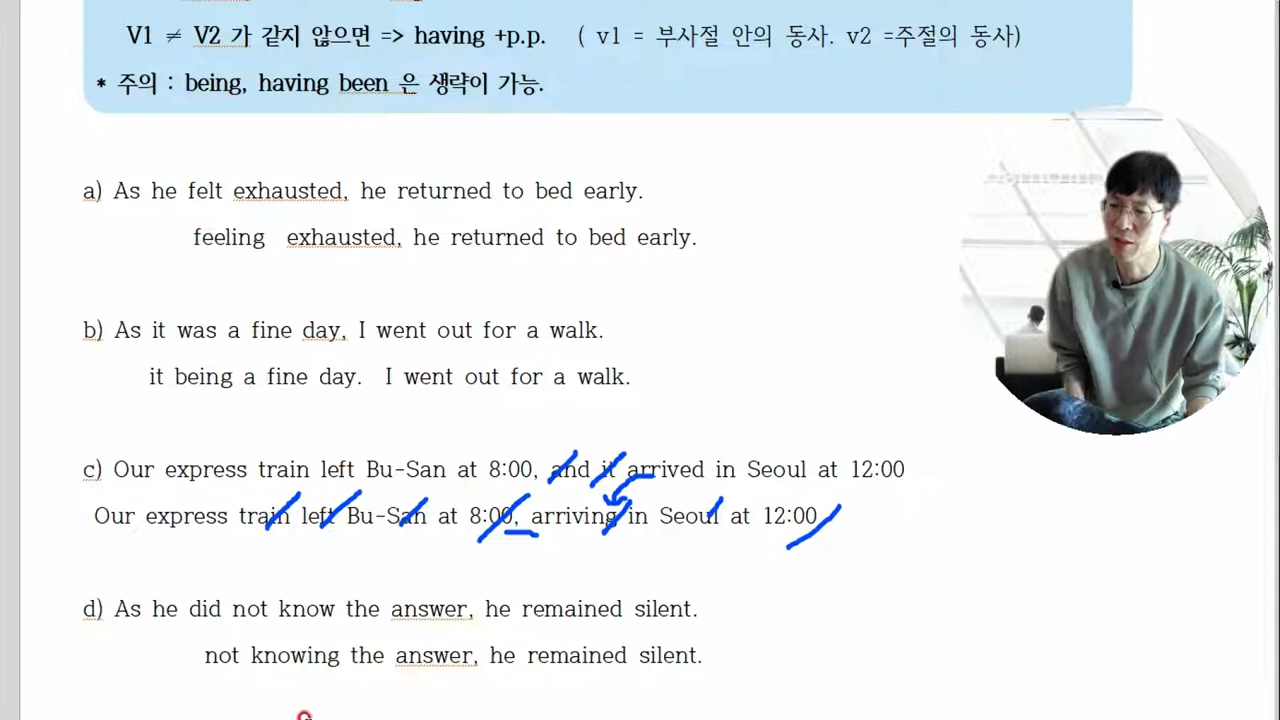 V1 ≠ V2 가 같지 않으면 => having +p.p. ( v1 = 부사절 안의 동사. v2 =주절의 동사)
* 주의 : being, having been 은 생략이 가능.
a) As he felt exhausted, he returned to bed early.
feeling exhausted, he returned to bed early.
b) As it was a fine day, I went out for a walk.
it being a fine day. I went out for a walk.
c) Our express train left Bu-San at 8:00, and it arrived in Seoul at 12:00
Our express train left Bu-San at 8:00, arriving in Seoul at 12:00
d) As he did not know the answer, he remained silent.
not knowing the answer, he remained silent.